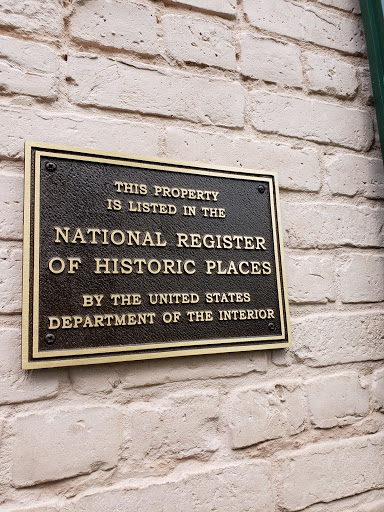 THIS PROPERTY
IS LISTED IN THE
NATIONAL REGISTER
OF HISTORIC PLACES
BY THE UNITED STATES
DEPARTMENT OF THE INTERIOR